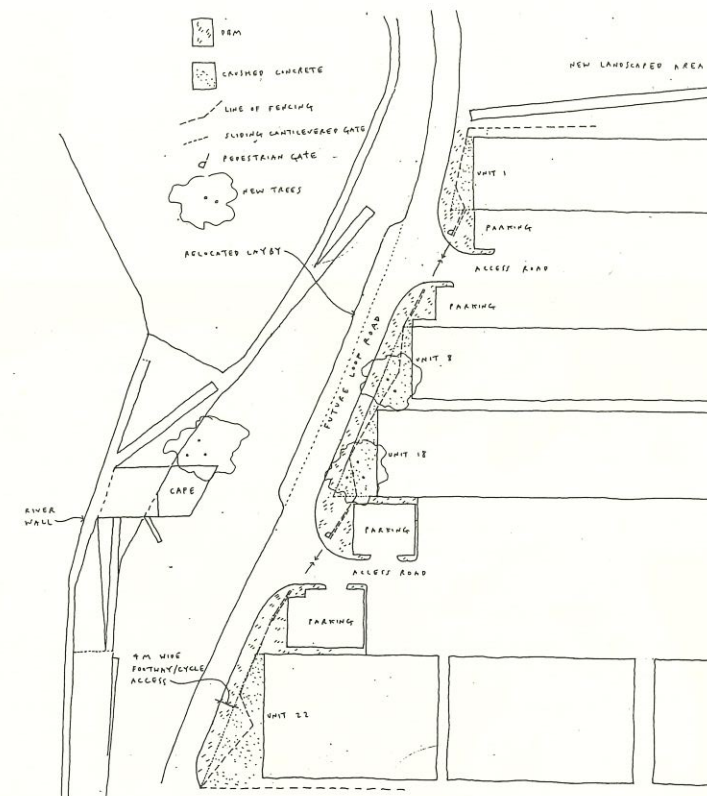 DBM
CRUSHED CONCRETE
LINE OF FENCING
SLIDING CANTILEVERED GATE
PEDESTRIAN GATE
NEW TREES
NEW LANDSCAPED AREA
UNIT 1
PARKING
RELOCATED LAYBY
ACCESS ROAD
PARKING
FUTURE LOOP ROAD
UNIT 8
UNIT 18
CAPE
RIVER
WALL
PARKING
ACCESS ROAD
PARKING
4 M WIDE
FOOTWAY/CYCLE
ACCESS
UNIT 22